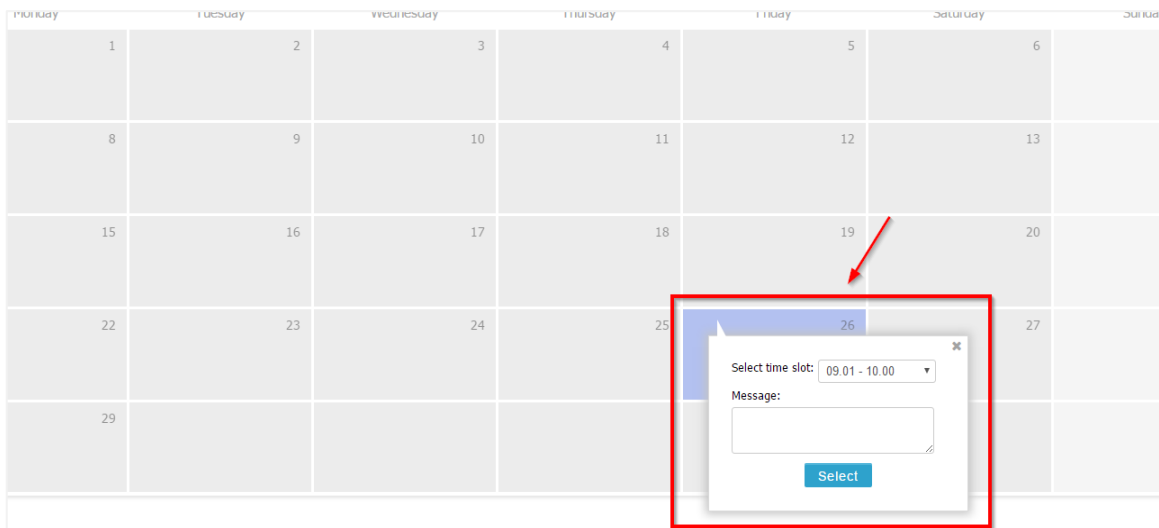 Monday Tuesday Wednesday Thursday Friday Saturday Sunda
1 2 3 4 5 6
8 9 10 11 12 13
15 16 17 18 19 20
22 23 24 25 26 27
✖
Select time slot: 09.01 - 10.00
Message:
29
Select